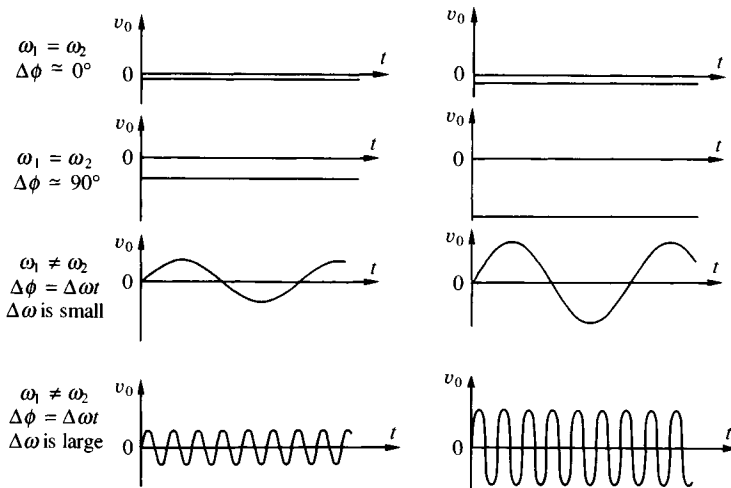 v₀
t
0
v₀
t
0
ω₁ = ω₂
Δϕ ≃ 0°
v₀
t
0
v₀
t
0
ω₁ = ω₂
Δϕ ≃ 90°
v₀
t
0
v₀
t
0
ω₁ ≠ ω₂
Δϕ = Δωt
Δω is small
v₀
t
0
v₀
t
0
ω₁ ≠ ω₂
Δϕ = Δωt
Δω is large